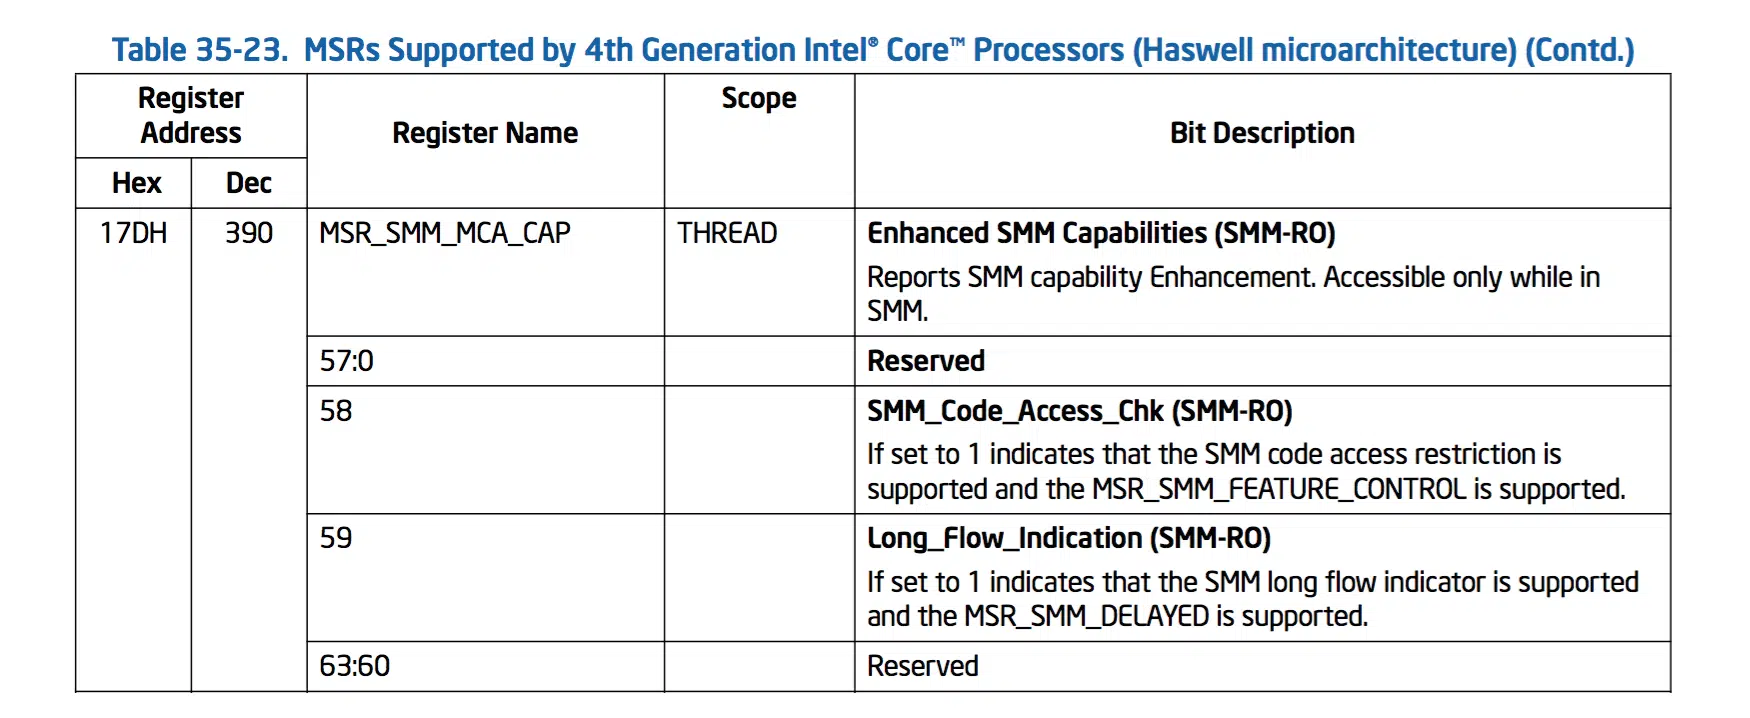 Table 35-23. MSRs Supported by 4th Generation Intel® Core™ Processors (Haswell microarchitecture) (Contd.)
Register
Address
Register Name
Scope
Bit Description
Hex
Dec
17DH
390
MSR_SMM_MCA_CAP
THREAD
Enhanced SMM Capabilities (SMM-RO)
Reports SMM capability Enhancement. Accessible only while in
SMM.
57:0
Reserved
58
SMM_Code_Access_Chk (SMM-RO)
If set to 1 indicates that the SMM code access restriction is
supported and the MSR_SMM_FEATURE_CONTROL is supported.
59
Long_Flow_Indication (SMM-RO)
If set to 1 indicates that the SMM long flow indicator is supported
and the MSR_SMM_DELAYED is supported.
63:60
Reserved